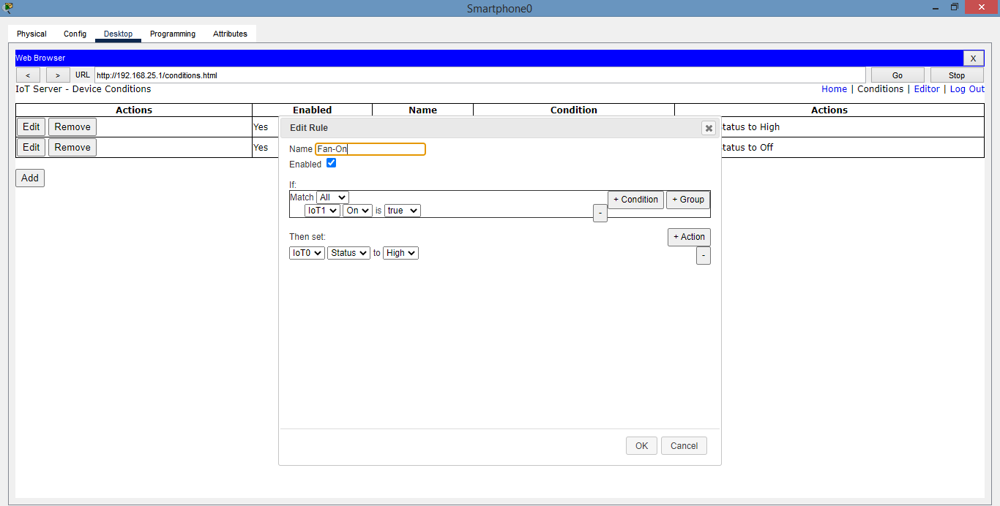 Smartphone0
Physical Config Desktop Programming Attributes
Web Browser X
< > URL http://192.168.25.1/conditions.html Go Stop
IoT Server - Device Conditions Home | Conditions | Editor | Log Out
Actions Enabled Name Condition Actions
Edit Remove Yes Status to High
Edit Remove Yes Status to Off
Add
Edit Rule
Name Fan-On
Enabled
If:
Match All + Condition + Group
IoT1 On is true -
Then set: + Action
IoT0 Status to High -
OK Cancel